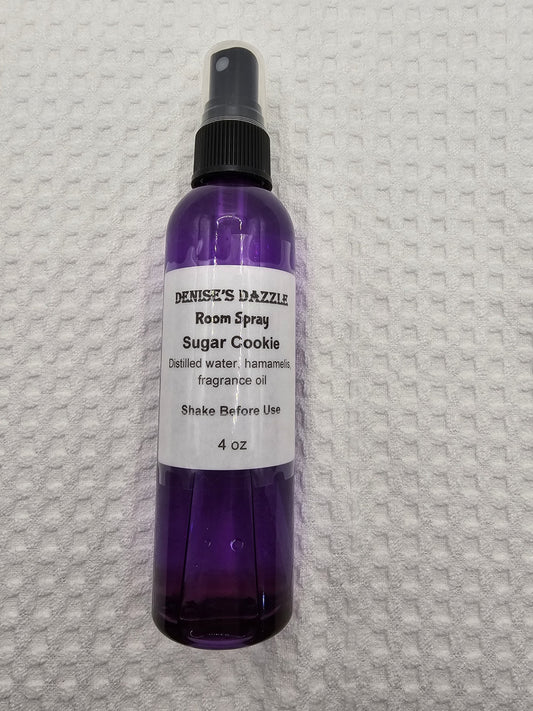 DENISE'S DAZZLE
Room Spray
Sugar Cookie
Distilled water, hamamelis,
fragrance oil
Shake Before Use
4 oz